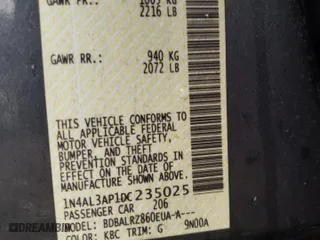 GAWR FR.: 1005 KG
2216 LB
GAWR RR.: 940 KG
2072 LB
THIS VEHICLE CONFORMS TO
ALL APPLICABLE FEDERAL
MOTOR VEHICLE SAFETY,
BUMPER, AND THEFT
PREVENTION STANDARDS IN
EFFECT ON THE DATE OF
MANUFACTURE SHOWN ABOVE.
1N4AL3AP1DC235025
PASSENGER CAR 206
MODEL: BDBALRZ860EUA-A---
COLOR: KBC TRIM: G 9N00A